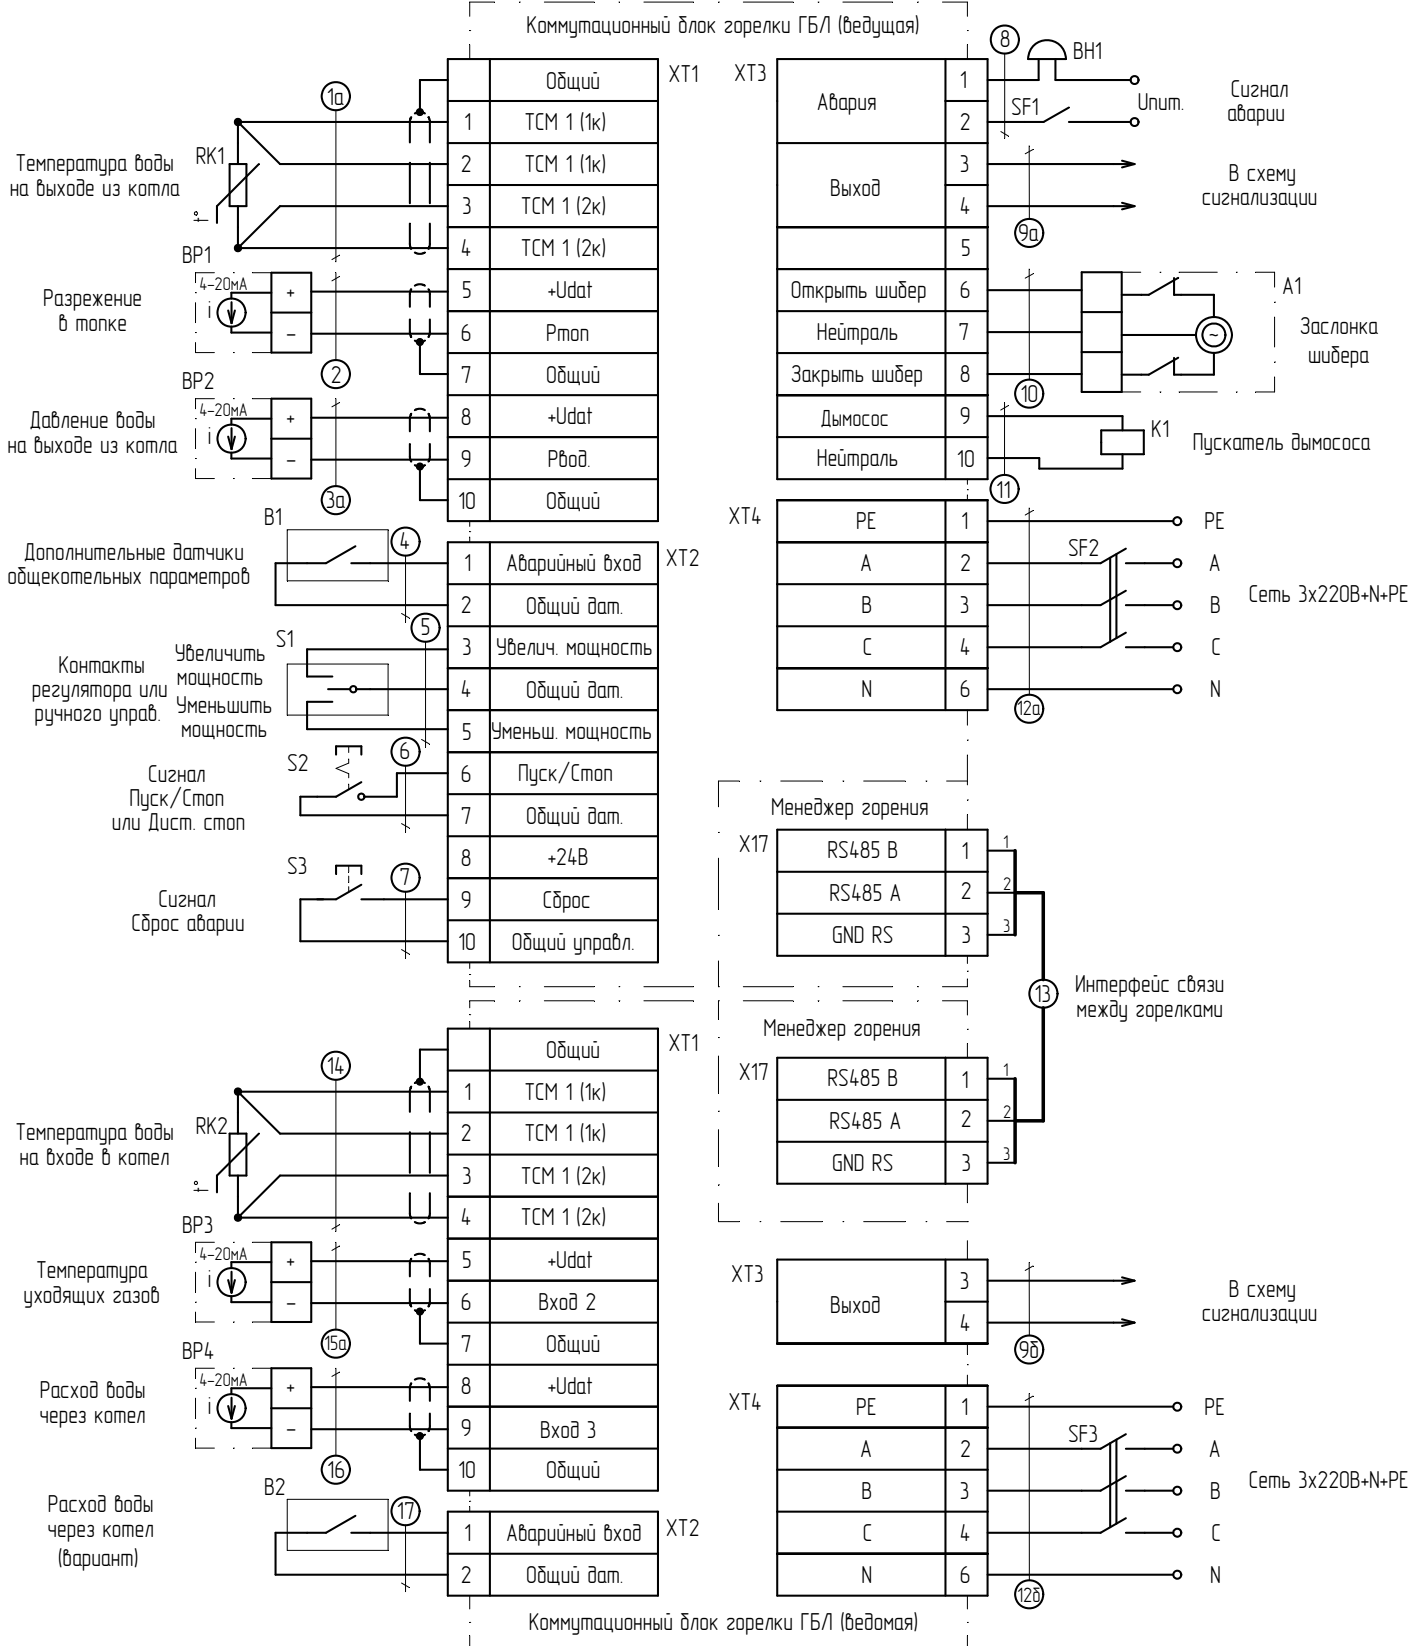 Коммутационный блок горелки ГБЛ (ведущая)
XT1
Общий
1 ТСМ 1 (1к)
2 ТСМ 1 (1к)
3 ТСМ 1 (2к)
4 ТСМ 1 (2к)
5 +Udat
6 Pтоп
7 Общий
8 +Udat
9 Рвод.
10 Общий
1а
RK1
t°
Температура воды
на выходе из котла
BP1
4-20мА
i
+
−
2
Разрежение
в топке
BP2
4-20мА
i
+
−
3а
Давление воды
на выходе из котла
XT2
1 Аварийный вход
2 Общий дат.
3 Увелич. мощность
4 Общий дат.
5 Уменьш. мощность
6 Пуск/Стоп
7 Общий дат.
8 +24В
9 Сброс
10 Общий управл.
B1
4
Дополнительные датчики
общекотельных параметров
5
S1
Увеличить
мощность
Уменьшить
мощность
Контакты
регулятора или
ручного управ.
S2
6
Сигнал
Пуск/Стоп
или Дист. стоп
S3
7
Сигнал
Сброс аварии
XT3
Авария
1
2
Выход
3
4
5
Открыть шибер 6
Нейтраль 7
Закрыть шибер 8
Дымосос 9
Нейтраль 10
8
BH1
SF1
Uпит.
Сигнал
аварии
9а
В схему
сигнализации
10
A1
~
Заслонка
шибера
11
K1
Пускатель дымососа
XT4
PE 1
A 2
B 3
C 4
N 6
SF2
12а
PE
A
B
C
N
Сеть 3х220В+N+PE
Менеджер горения
X17
RS485 B 1
RS485 A 2
GND RS 3
1
2
3
13
Интерфейс связи
между горелками
Менеджер горения
X17
RS485 B 1
RS485 A 2
GND RS 3
1
2
3
XT1
Общий
1 ТСМ 1 (1к)
2 ТСМ 1 (1к)
3 ТСМ 1 (2к)
4 ТСМ 1 (2к)
5 +Udat
6 Вход 2
7 Общий
8 +Udat
9 Вход 3
10 Общий
14
RK2
t°
Температура воды
на входе в котел
BP3
4-20мА
i
+
−
15а
Температура
уходящих газов
BP4
4-20мА
i
+
−
16
Расход воды
через котел
XT2
1 Аварийный вход
2 Общий дат.
B2
17
Расход воды
через котел
(вариант)
XT3
Выход
3
4
9б
В схему
сигнализации
XT4
PE 1
A 2
B 3
C 4
N 6
SF3
12б
PE
A
B
C
N
Сеть 3х220В+N+PE
Коммутационный блок горелки ГБЛ (ведомая)